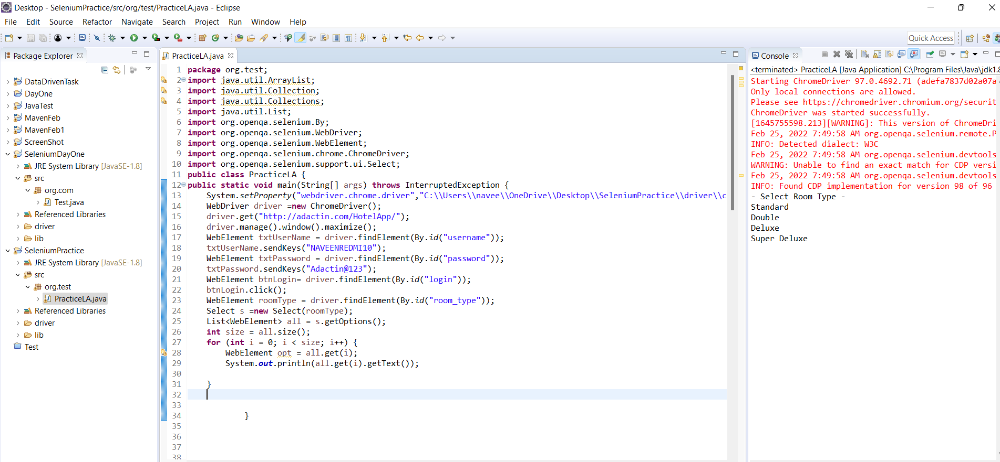 Desktop - SeleniumPractice/src/org/test/PracticeLA.java - Eclipse
File Edit Source Refactor Navigate Search Project Run Window Help
Quick Access
Package Explorer
DataDrivenTask
DayOne
JavaTest
MavenFeb
MavenFeb1
ScreenShot
SeleniumDayOne
JRE System Library [JavaSE-1.8]
src
org.com
Test.java
Referenced Libraries
driver
lib
SeleniumPractice
JRE System Library [JavaSE-1.8]
src
org.test
PracticeLA.java
Referenced Libraries
driver
lib
Test
PracticeLA.java
1 package org.test;
2 import java.util.ArrayList;
3 import java.util.Collection;
4 import java.util.Collections;
5 import java.util.List;
6 import org.openqa.selenium.By;
7 import org.openqa.selenium.WebDriver;
8 import org.openqa.selenium.WebElement;
9 import org.openqa.selenium.chrome.ChromeDriver;
10 import org.openqa.selenium.support.ui.Select;
11 public class PracticeLA {
12 public static void main(String[] args) throws InterruptedException {
13 System.setProperty("webdriver.chrome.driver","C:\\Users\\navee\\OneDrive\\Desktop\\SeleniumPractice\\driver\\c
14 WebDriver driver =new ChromeDriver();
15 driver.get("http://adactin.com/HotelApp/");
16 driver.manage().window().maximize();
17 WebElement txtUserName = driver.findElement(By.id("username"));
18 txtUserName.sendKeys("NAVEENREDMI10");
19 WebElement txtPassword = driver.findElement(By.id("password"));
20 txtPassword.sendKeys("Adactin@123");
21 WebElement btnLogin= driver.findElement(By.id("login"));
22 btnLogin.click();
23 WebElement roomType = driver.findElement(By.id("room_type"));
24 Select s =new Select(roomType);
25 List<WebElement> all = s.getOptions();
26 int size = all.size();
27 for (int i = 0; i < size; i++) {
28 WebElement opt = all.get(i);
29 System.out.println(all.get(i).getText());
30
31 }
32
33
34 }
35
36
37
38
Console
<terminated> PracticeLA [Java Application] C:\Program Files\Java\jdk1.8
Starting ChromeDriver 97.0.4692.71 (adefa7837d02a07a
Only local connections are allowed.
Please see https://chromedriver.chromium.org/securit
ChromeDriver was started successfully.
[1645755598.213][WARNING]: This version of ChromeDri
Feb 25, 2022 7:49:58 AM org.openqa.selenium.remote.P
INFO: Detected dialect: W3C
Feb 25, 2022 7:49:58 AM org.openqa.selenium.devtools
WARNING: Unable to find an exact match for CDP versi
Feb 25, 2022 7:49:58 AM org.openqa.selenium.devtools
INFO: Found CDP implementation for version 98 of 96
- Select Room Type -
Standard
Double
Deluxe
Super Deluxe